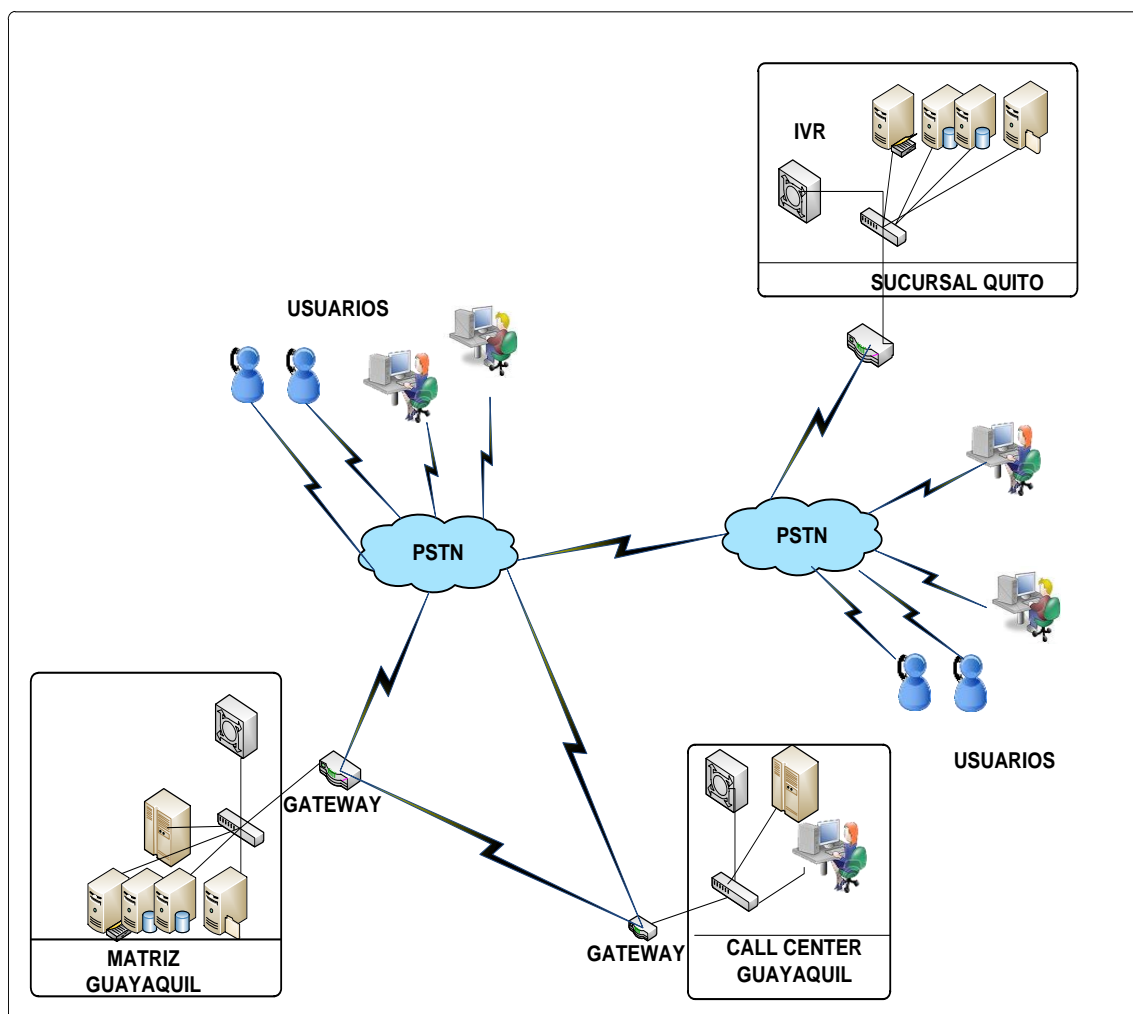 IVR
SUCURSAL QUITO
USUARIOS
PSTN
PSTN
USUARIOS
GATEWAY
MATRIZ
GUAYAQUIL
GATEWAY
CALL CENTER
GUAYAQUIL